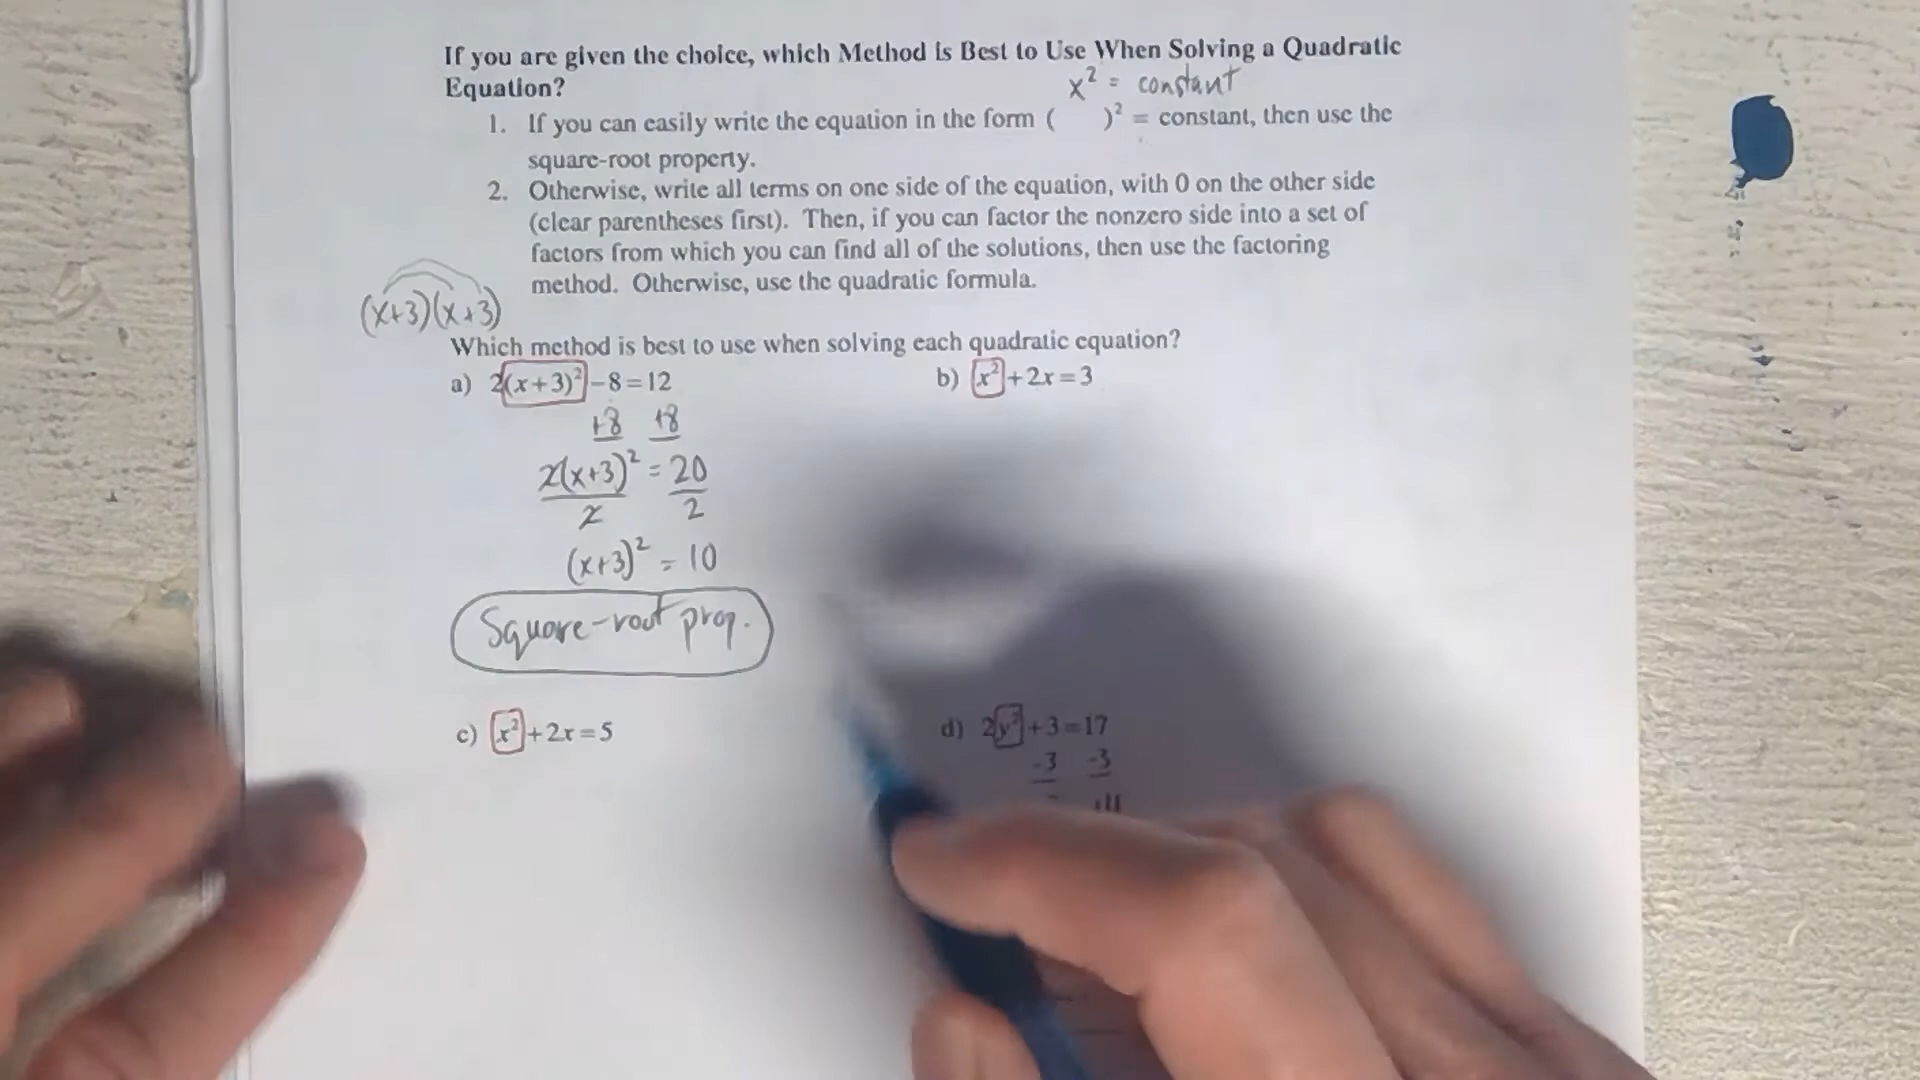 If you are given the choice, which Method is Best to Use When Solving a Quadratic
Equation?
x² = constant
1. If you can easily write the equation in the form ( )² = constant, then use the
square-root property.
2. Otherwise, write all terms on one side of the equation, with 0 on the other side
(clear parentheses first). Then, if you can factor the nonzero side into a set of
factors from which you can find all of the solutions, then use the factoring
method. Otherwise, use the quadratic formula.
(x+3)(x+3)
Which method is best to use when solving each quadratic equation?
a) 2(x+3)² – 8 = 12
+8 +8
2(x+3)² = 20
2 2
(x+3)² = 10
Square-root prop.
b) x² + 2x = 3
c) x² + 2x = 5
d) 2y² + 3 = 17
-3 -3